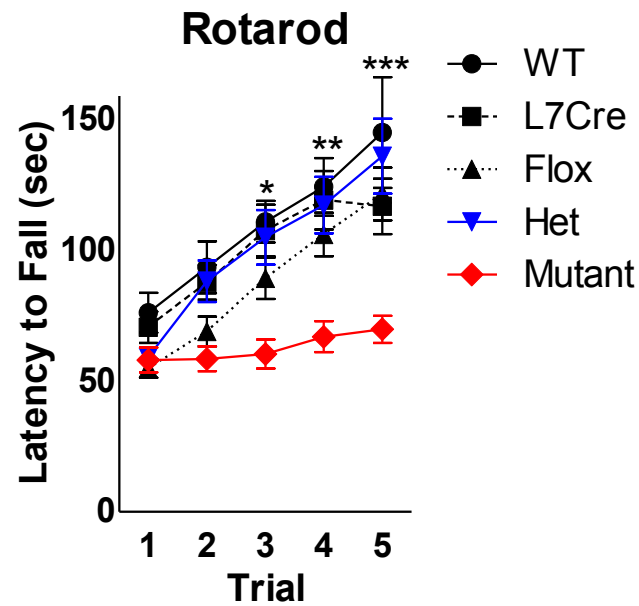 Rotarod
Latency to Fall (sec)
150
100
50
0
* ** ***
1 2 3 4 5
Trial
WT
L7Cre
Flox
Het
Mutant